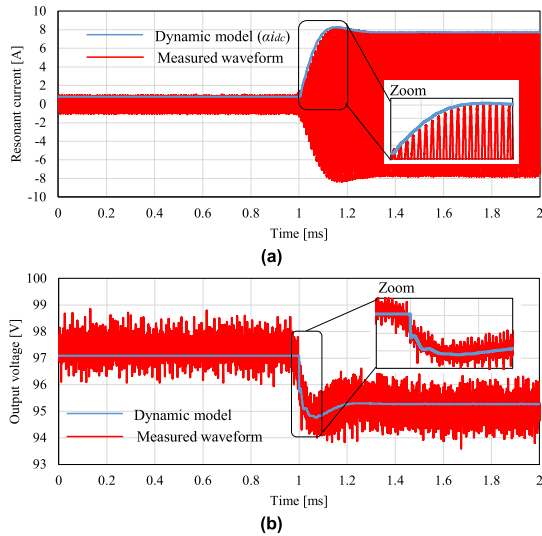 (a)
10
8
6
4
2
0
-2
-4
-6
-8
-10
Resonant current [A]
Dynamic model (αi_dc)
Measured waveform
Zoom
0 0.2 0.4 0.6 0.8 1 1.2 1.4 1.6 1.8 2
Time [ms]
(a)
100
99
98
97
96
95
94
93
Output voltage [V]
Zoom
Dynamic model
Measured waveform
0 0.2 0.4 0.6 0.8 1 1.2 1.4 1.6 1.8 2
Time [ms]
(b)